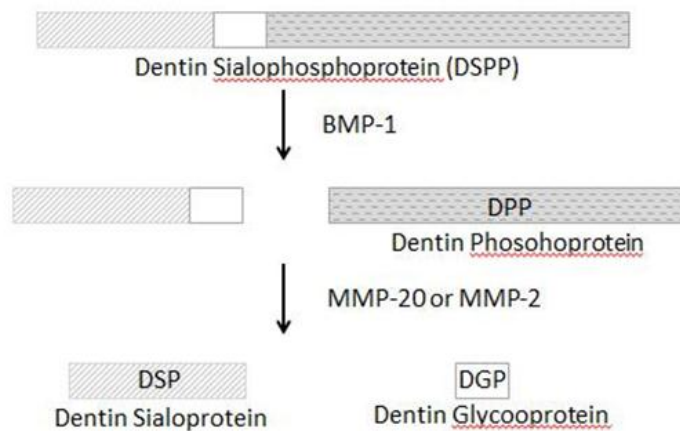 Dentin Sialophosphoprotein (DSPP)
BMP-1
DPP
Dentin Phosohoprotein
MMP-20 or MMP-2
DSP
DGP
Dentin Sialoprotein
Dentin Glycooprotein